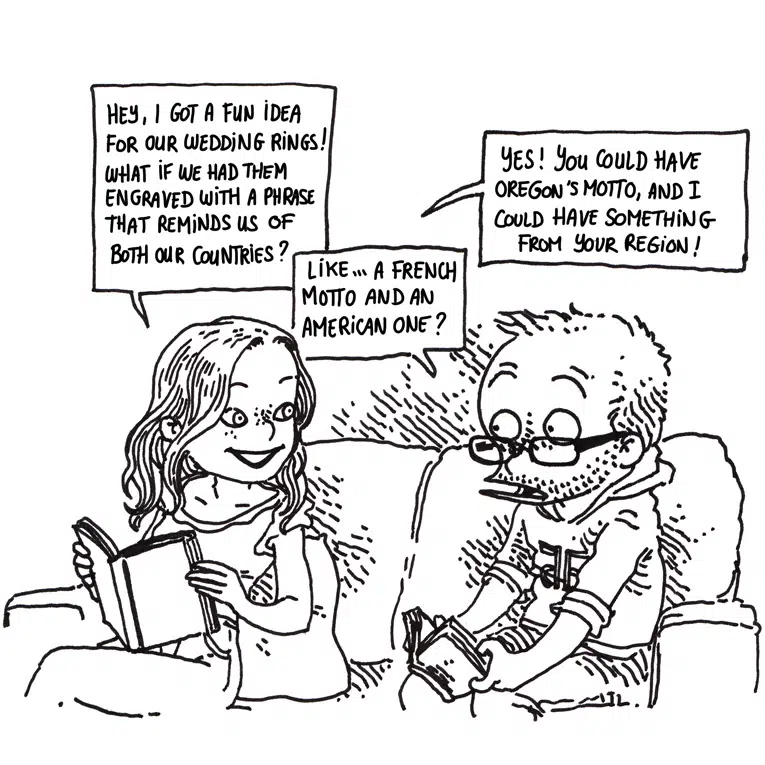 HEY, I GOT A FUN IDEA
FOR OUR WEDDING RINGS!
WHAT IF WE HAD THEM
ENGRAVED WITH A PHRASE
THAT REMINDS US OF
BOTH OUR COUNTRIES?
LIKE... A FRENCH
MOTTO AND AN
AMERICAN ONE?
YES! YOU COULD HAVE
OREGON'S MOTTO, AND I
COULD HAVE SOMETHING
FROM YOUR REGION!